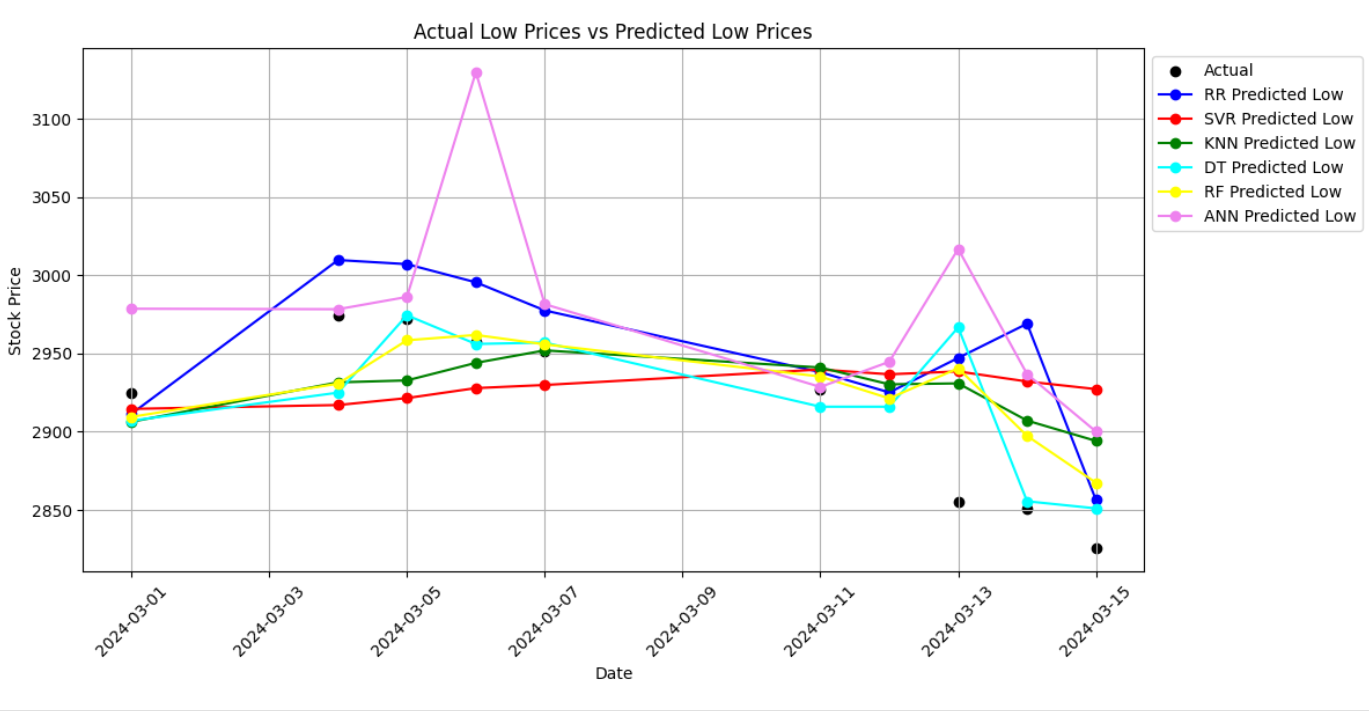 Actual Low Prices vs Predicted Low Prices
Actual
RR Predicted Low
SVR Predicted Low
KNN Predicted Low
DT Predicted Low
RF Predicted Low
ANN Predicted Low
Stock Price
3100
3050
3000
2950
2900
2850
2024-03-01
2024-03-03
2024-03-05
2024-03-07
2024-03-09
2024-03-11
2024-03-13
2024-03-15
Date